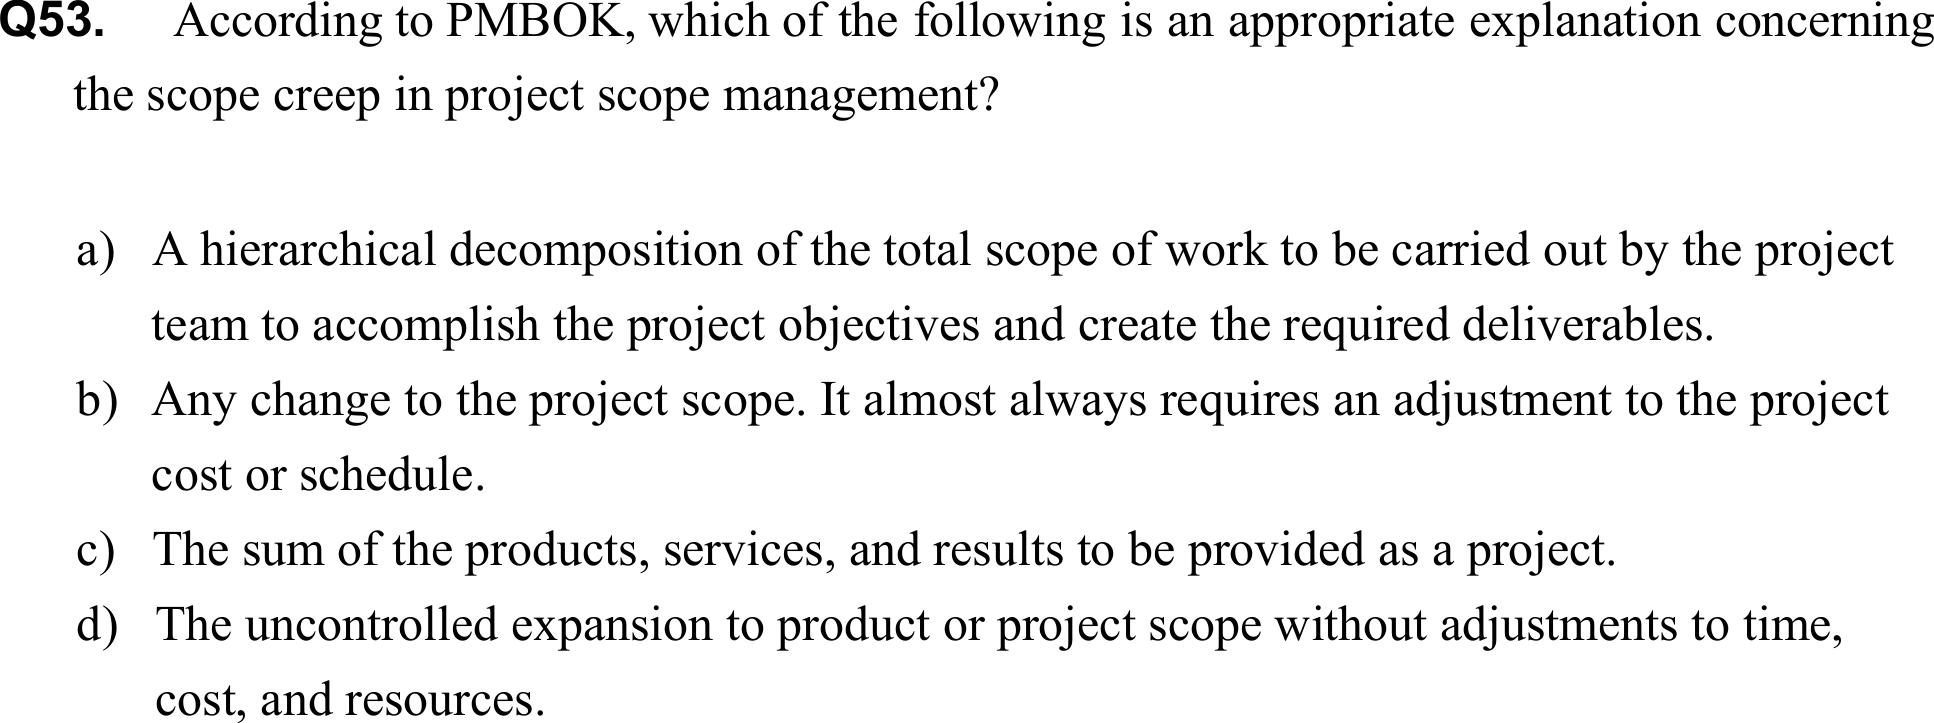 Q53. According to PMBOK, which of the following is an appropriate explanation concerning
the scope creep in project scope management?
a) A hierarchical decomposition of the total scope of work to be carried out by the project
team to accomplish the project objectives and create the required deliverables.
b) Any change to the project scope. It almost always requires an adjustment to the project
cost or schedule.
c) The sum of the products, services, and results to be provided as a project.
d) The uncontrolled expansion to product or project scope without adjustments to time,
cost, and resources.